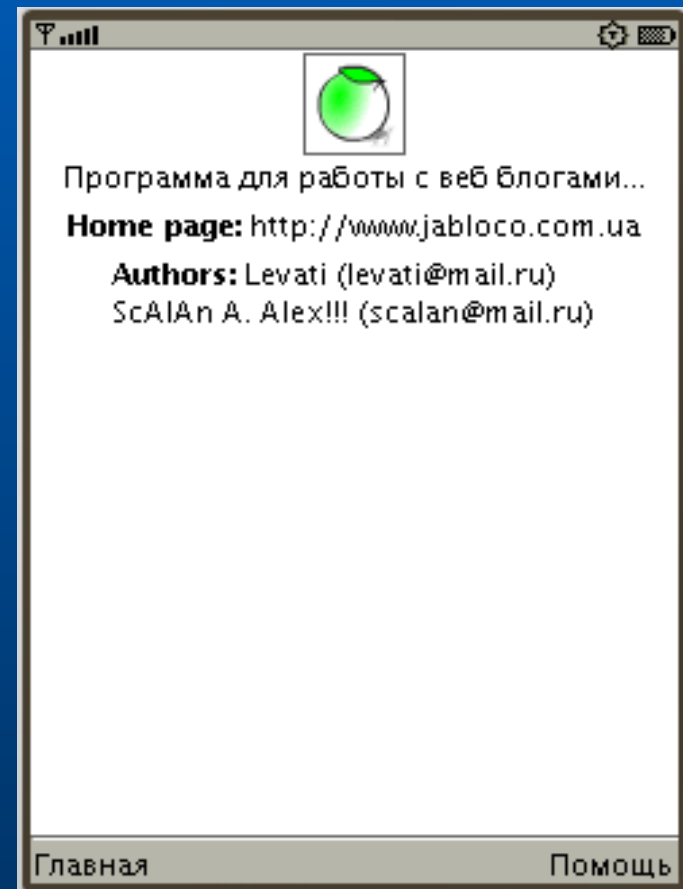 Программа для работы с веб блогами...
Home page: http://www.jabloco.com.ua
Authors: Levati (levati@mail.ru)
ScAlAn A. Alex!!! (scalan@mail.ru)
Главная Помощь